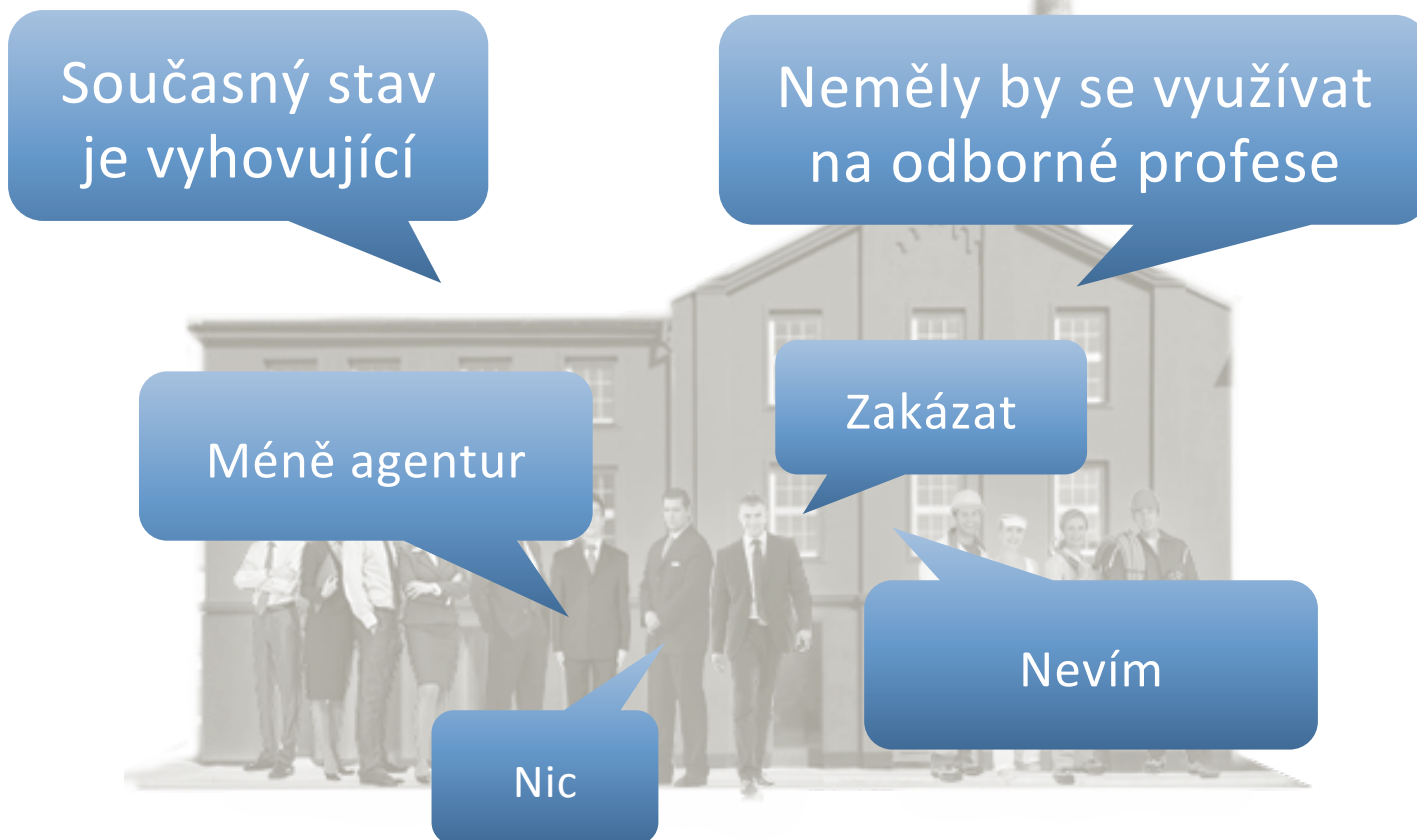 Současný stav
je vyhovující
Neměly by se využívat
na odborné profese
Zakázat
Méně agentur
Nevím
Nic